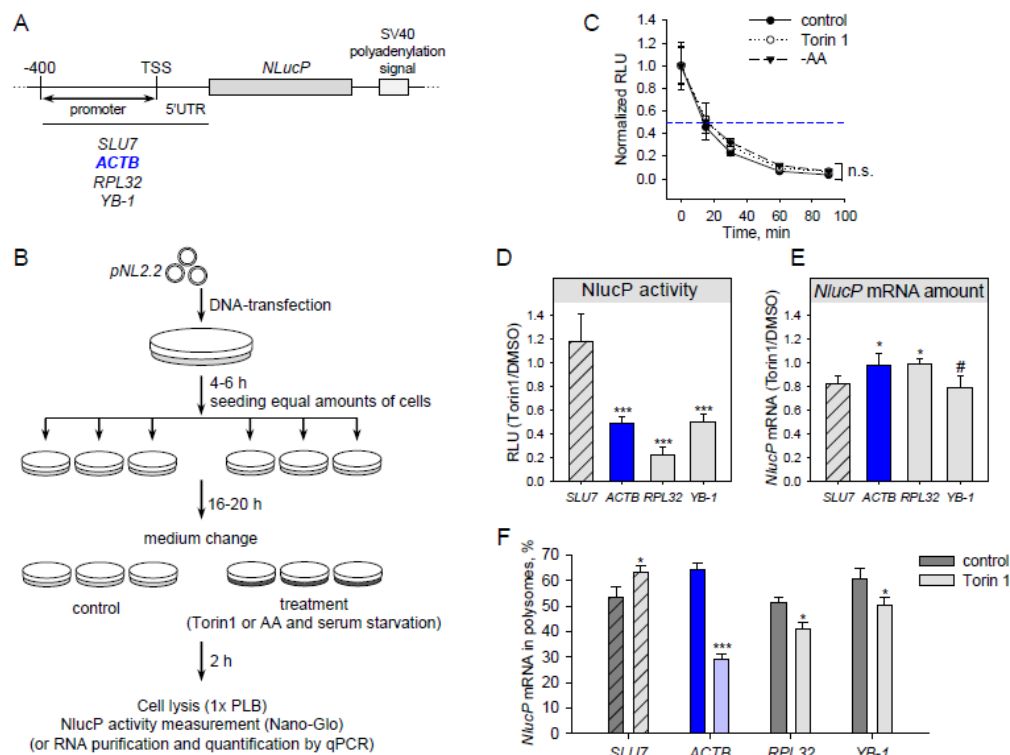 A
-400
TSS
NLucP
SV40
polyadenylation
signal
promoter
5'UTR
SLU7
ACTB
RPL32
YB-1
B
pNL2.2
DNA-transfection
4-6 h
seeding equal amounts of cells
16-20 h
medium change
control
treatment
(Torin1 or AA and serum starvation)
2 h
Cell lysis (1x PLB)
NlucP activity measurement (Nano-Glo)
(or RNA purification and quantification by qPCR)
C
control
Torin 1
-AA
Normalized RLU
1.4
1.2
1.0
0.8
0.6
0.4
0.2
0.0
n.s.
0 20 40 60 80 100
Time, min
D
NlucP activity
RLU (Torin1/DMSO)
1.4
1.2
1.0
0.8
0.6
0.4
0.2
0.0
***
***
***
SLU7 ACTB RPL32 YB-1
E
NlucP mRNA amount
NlucP mRNA (Torin1/DMSO)
1.4
1.2
1.0
0.8
0.6
0.4
0.2
0.0
*
*
#
SLU7 ACTB RPL32 YB-1
F
NlucP mRNA in polysomes, %
70
60
50
40
30
20
10
0
*
***
*
*
control
Torin 1
SLU7 ACTB RPL32 YB-1